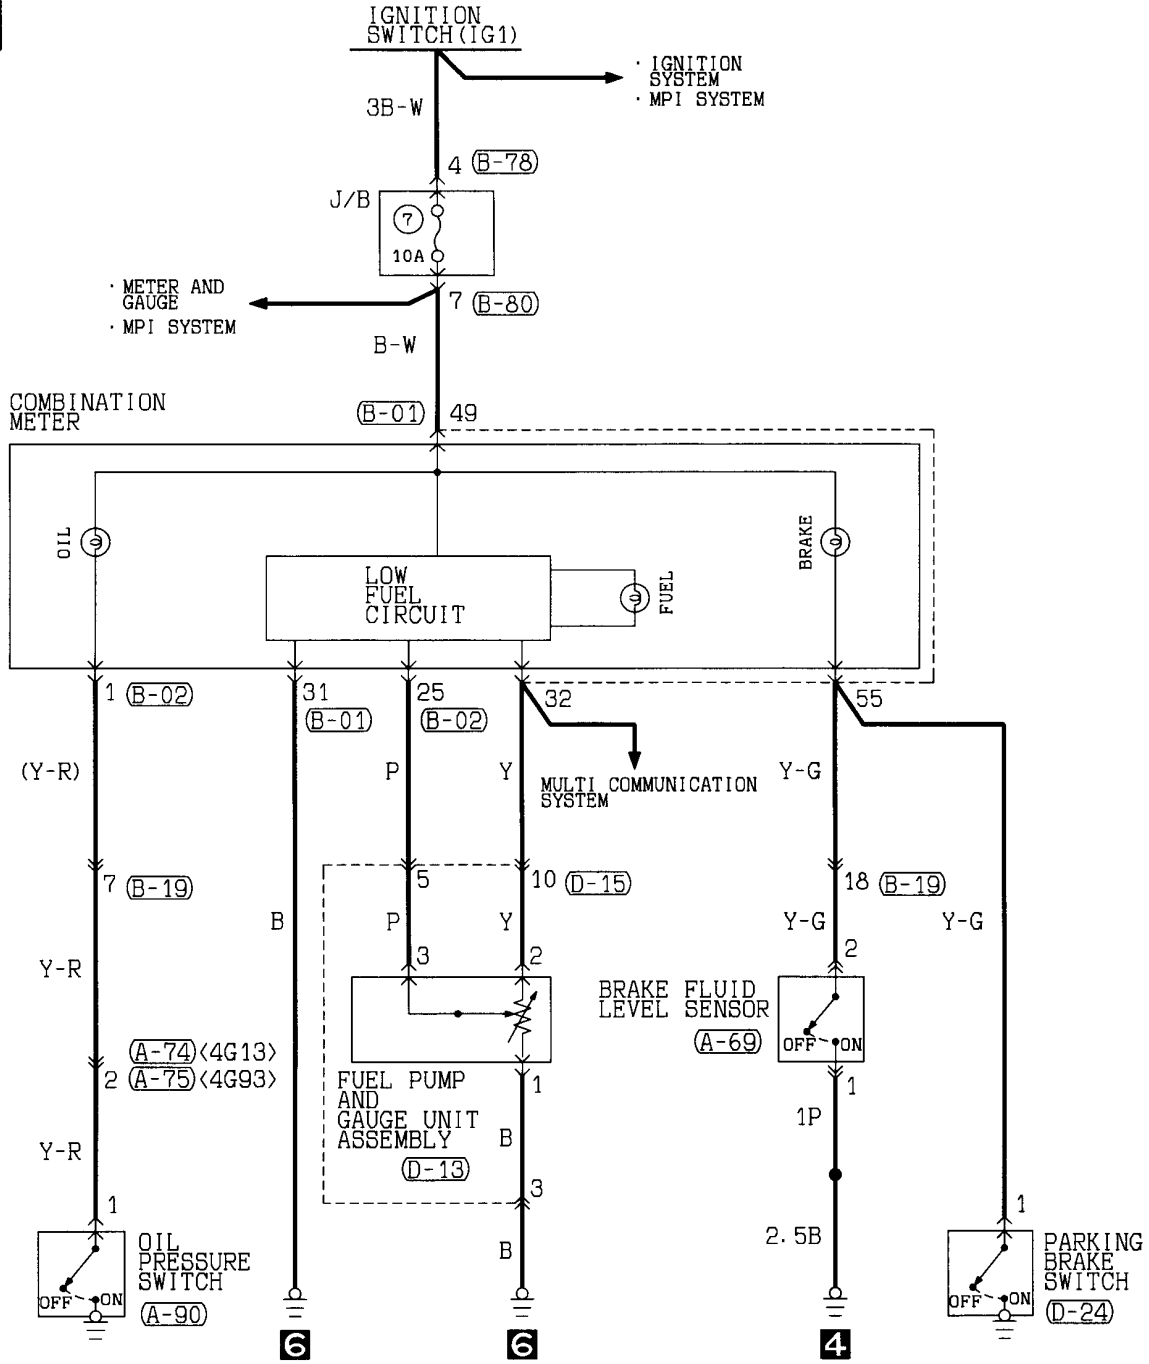 IGNITION
SWITCH(IG1)
· IGNITION
SYSTEM
· MPI SYSTEM
3B-W
4 B-78
J/B
7
10A
· METER AND
GAUGE
· MPI SYSTEM
7 B-80
B-W
COMBINATION
METER
B-01 49
OIL
BRAKE
LOW
FUEL
CIRCUIT
FUEL
1 B-02
31
B-01
25
B-02
32
55
(Y-R)
P
Y
MULTI COMMUNICATION
SYSTEM
Y-G
7 B-19
5
10 D-15
18 B-19
B
P
Y
Y-G
Y-G
Y-R
3
2
2
BRAKE FLUID
LEVEL SENSOR
A-69
OFF ON
A-74 <4G13>
2 A-75 <4G93>
FUEL PUMP
AND
GAUGE UNIT
ASSEMBLY
D-13
1
1
1P
Y-R
B
3
1
1
OIL
PRESSURE
SWITCH
A-90
OFF ON
B
2.5B
PARKING
BRAKE
SWITCH
D-24
OFF ON
6
6
4